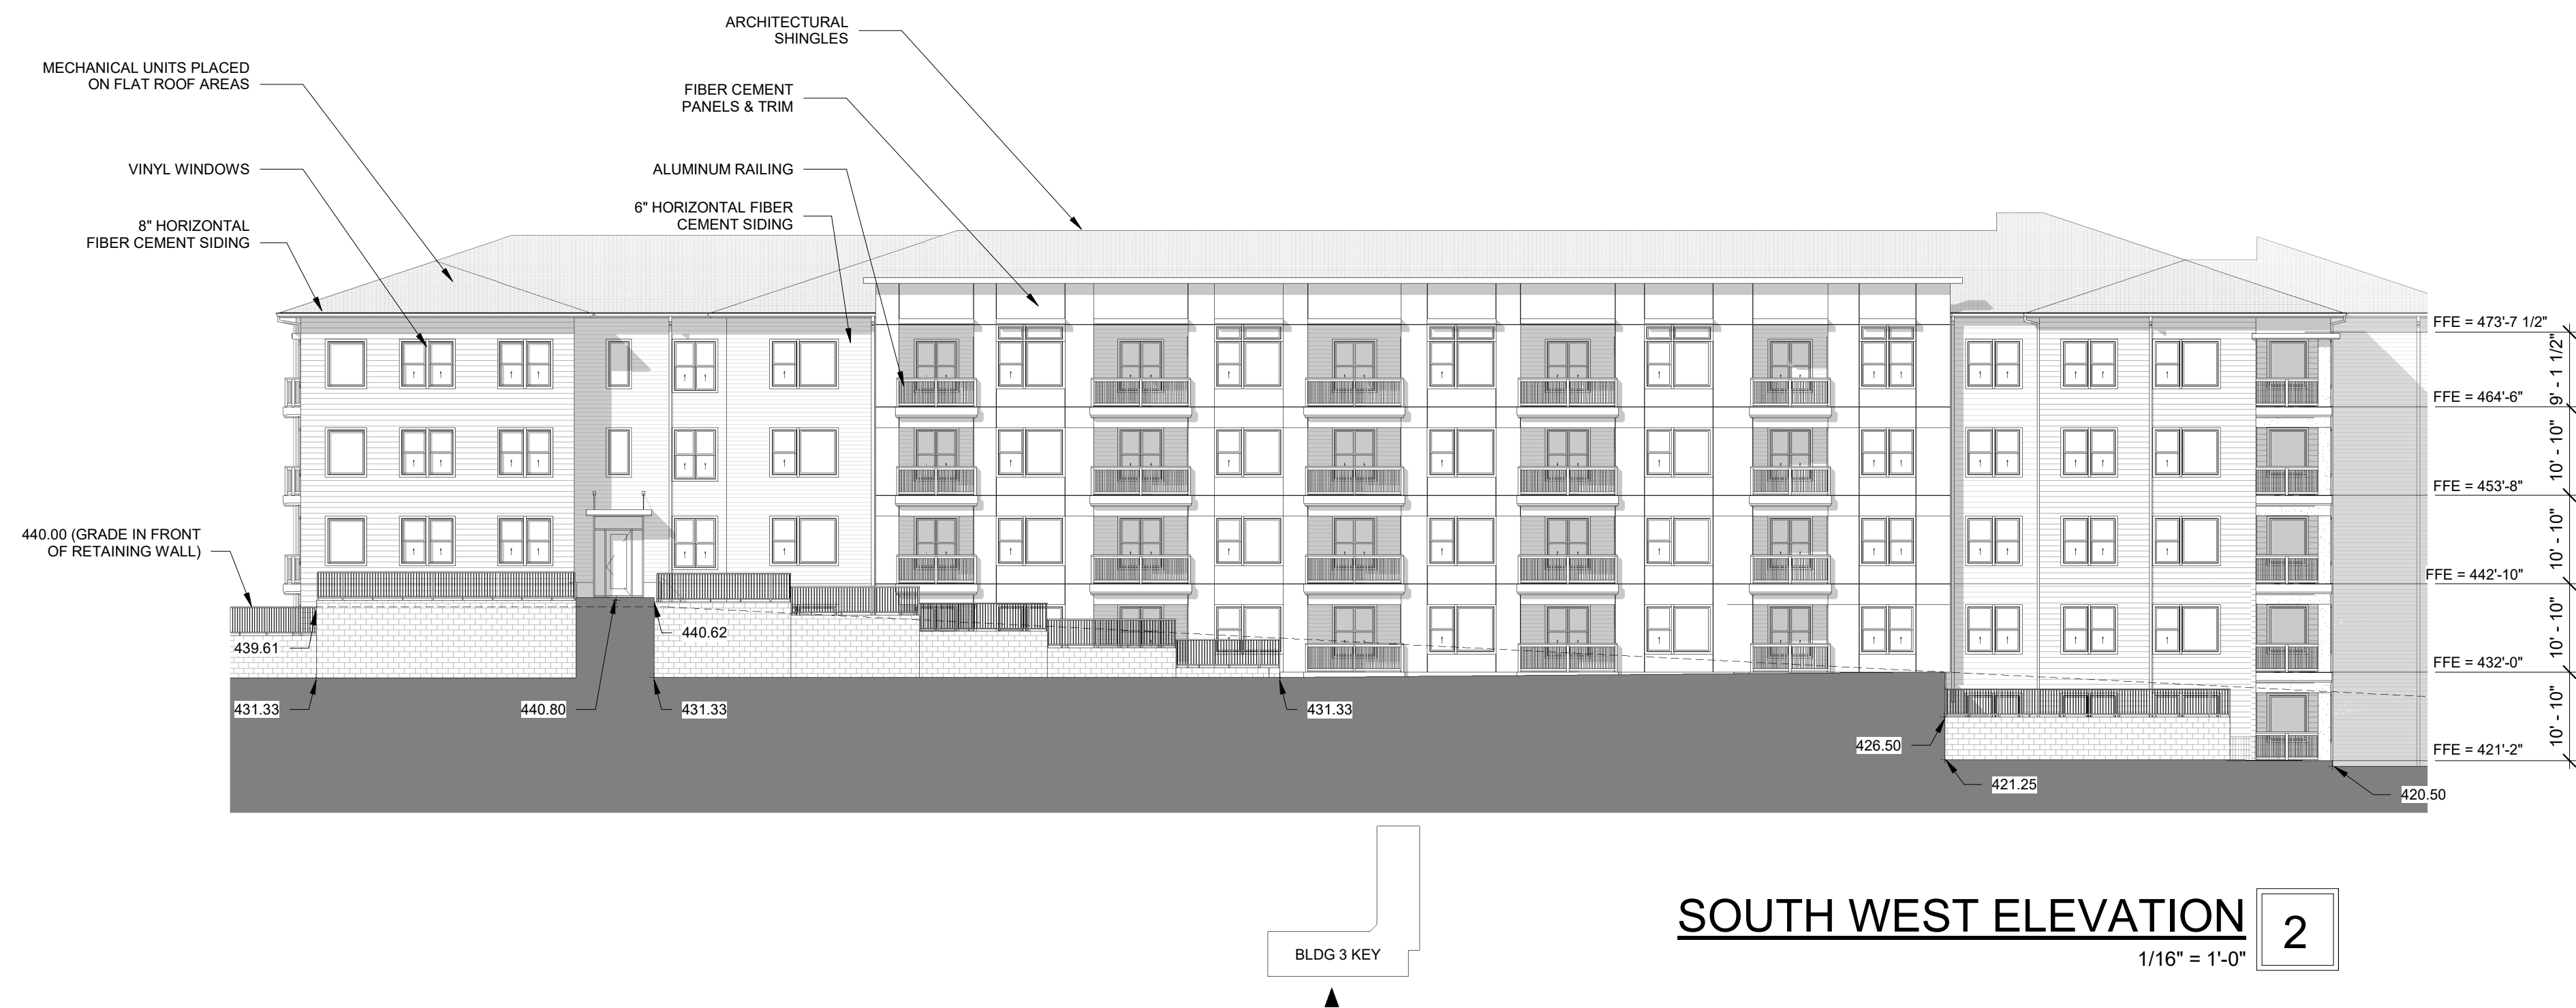 ARCHITECTURAL
SHINGLES
MECHANICAL UNITS PLACED
ON FLAT ROOF AREAS
FIBER CEMENT
PANELS & TRIM
VINYL WINDOWS
ALUMINUM RAILING
6" HORIZONTAL FIBER
CEMENT SIDING
8" HORIZONTAL
FIBER CEMENT SIDING
FFE = 473'-7 1/2"
9' - 1 1/2"
FFE = 464'-6"
10' - 10"
FFE = 453'-8"
10' - 10"
440.00 (GRADE IN FRONT
OF RETAINING WALL)
FFE = 442'-10"
10' - 10"
440.62
439.61
FFE = 432'-0"
10' - 10"
431.33
440.80
431.33
431.33
426.50
FFE = 421'-2"
421.25
420.50
SOUTH WEST ELEVATION
2
1/16" = 1'-0"
BLDG 3 KEY